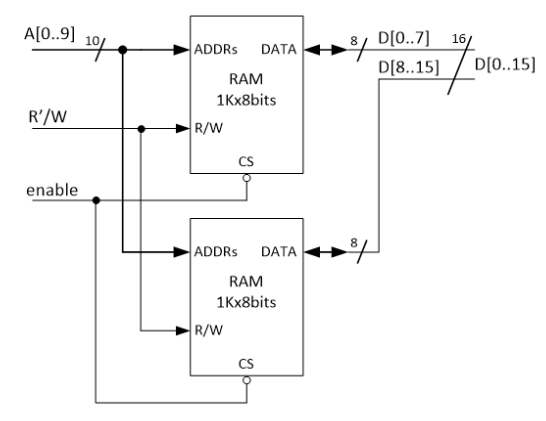 A[0..9] 10 ADDRs DATA 8 D[0..7] 16
D[8..15] D[0..15]
RAM
1Kx8bits
R'/W R/W
CS
enable
ADDRs DATA 8
RAM
1Kx8bits
R/W
CS